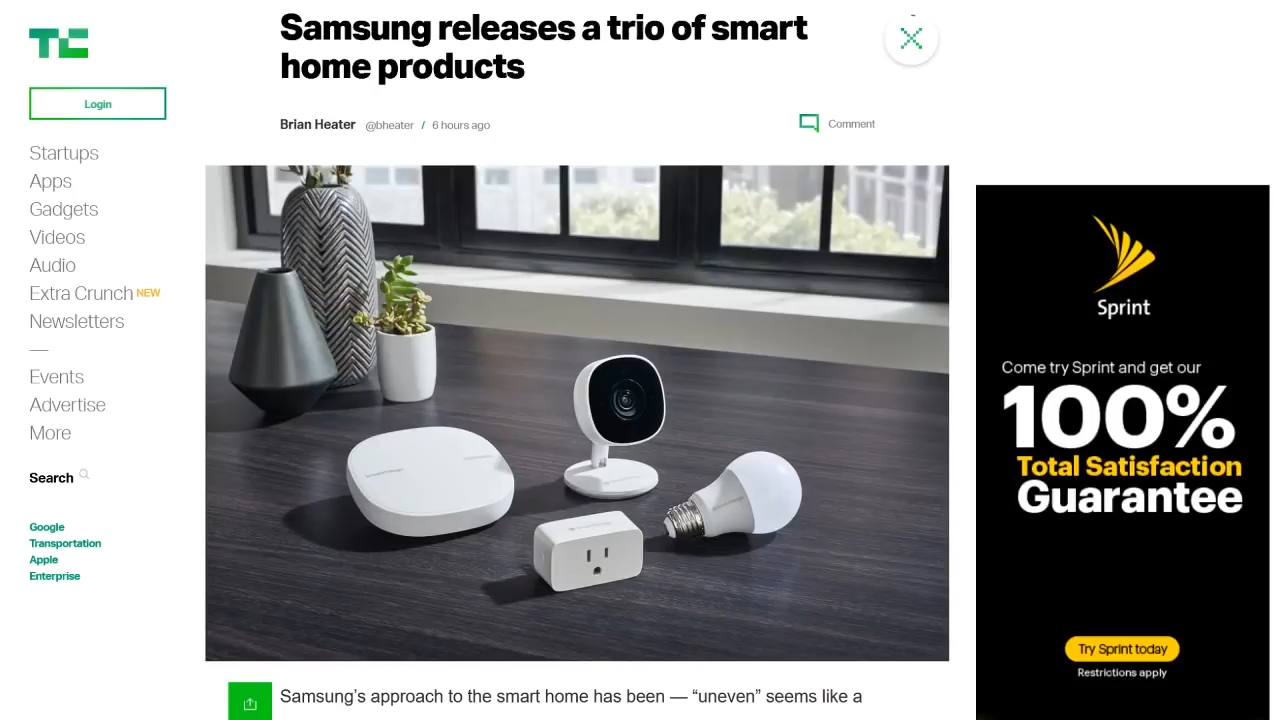 TC
Login
Startups
Apps
Gadgets
Videos
Audio
Extra Crunch NEW
Newsletters
—
Events
Advertise
More
Search
Google
Transportation
Apple
Enterprise
Samsung releases a trio of smart
home products
Brian Heater @bheater / 6 hours ago
Comment
Samsung’s approach to the smart home has been — “uneven” seems like a
Sprint
Come try Sprint and get our
100%
Total Satisfaction
Guarantee
Try Sprint today
Restrictions apply